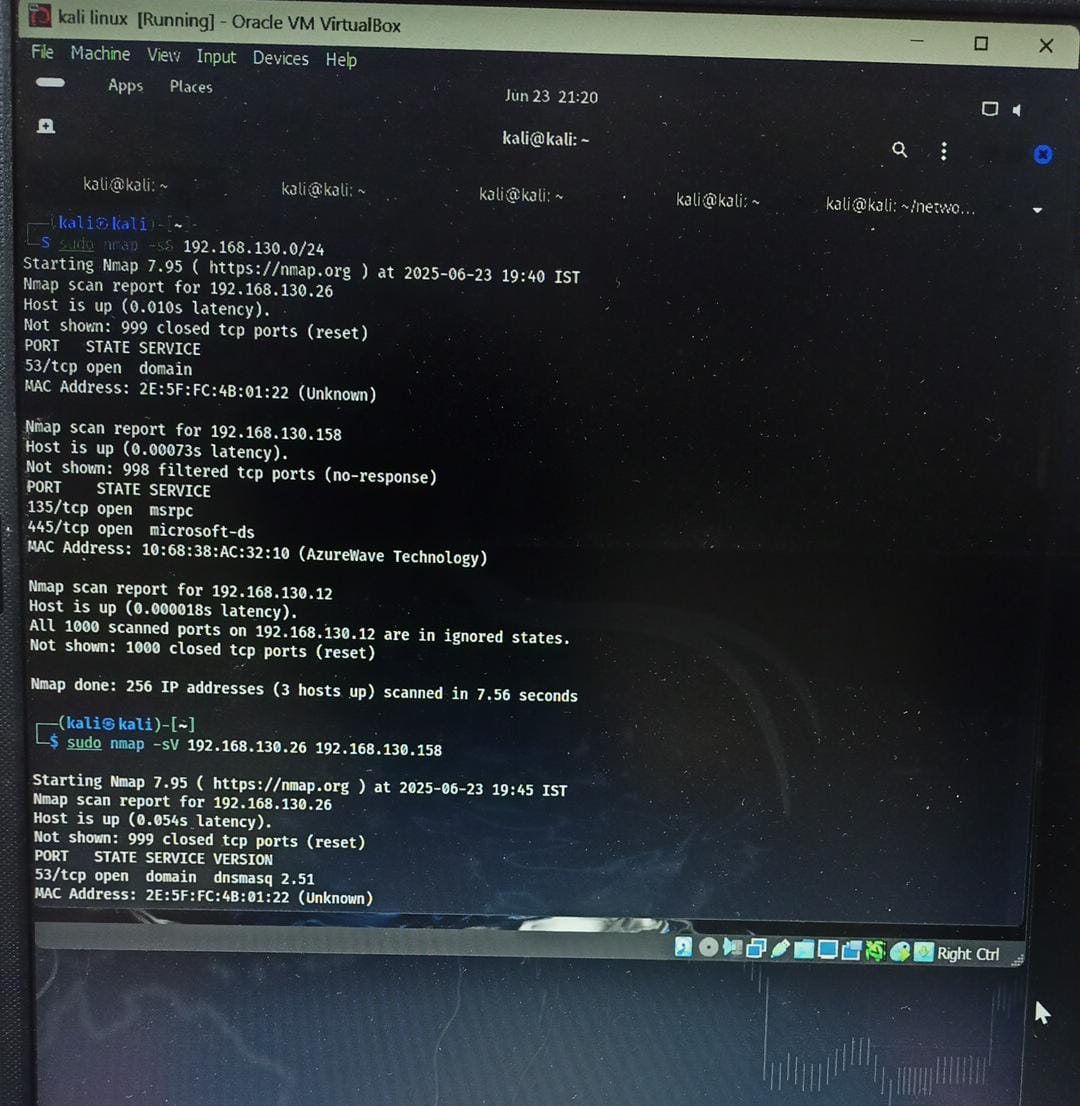 kali linux [Running] - Oracle VM VirtualBox
File Machine View Input Devices Help
Apps Places
Jun 23 21:20
kali@kali: ~
kali@kali: ~ kali@kali: ~ kali@kali: ~ kali@kali: ~ kali@kali: ~/netwo...
┌──(kali㉿kali)-[~]
└─$ sudo nmap -sS 192.168.130.0/24
Starting Nmap 7.95 ( https://nmap.org ) at 2025-06-23 19:40 IST
Nmap scan report for 192.168.130.26
Host is up (0.010s latency).
Not shown: 999 closed tcp ports (reset)
PORT   STATE SERVICE
53/tcp open  domain
MAC Address: 2E:5F:FC:4B:01:22 (Unknown)

Nmap scan report for 192.168.130.158
Host is up (0.00073s latency).
Not shown: 998 filtered tcp ports (no-response)
PORT    STATE SERVICE
135/tcp open  msrpc
445/tcp open  microsoft-ds
MAC Address: 10:68:38:AC:32:10 (AzureWave Technology)

Nmap scan report for 192.168.130.12
Host is up (0.000018s latency).
All 1000 scanned ports on 192.168.130.12 are in ignored states.
Not shown: 1000 closed tcp ports (reset)

Nmap done: 256 IP addresses (3 hosts up) scanned in 7.56 seconds

┌──(kali㉿kali)-[~]
└─$ sudo nmap -sV 192.168.130.26 192.168.130.158

Starting Nmap 7.95 ( https://nmap.org ) at 2025-06-23 19:45 IST
Nmap scan report for 192.168.130.26
Host is up (0.054s latency).
Not shown: 999 closed tcp ports (reset)
PORT   STATE SERVICE VERSION
53/tcp open  domain  dnsmasq 2.51
MAC Address: 2E:5F:FC:4B:01:22 (Unknown)
Right Ctrl